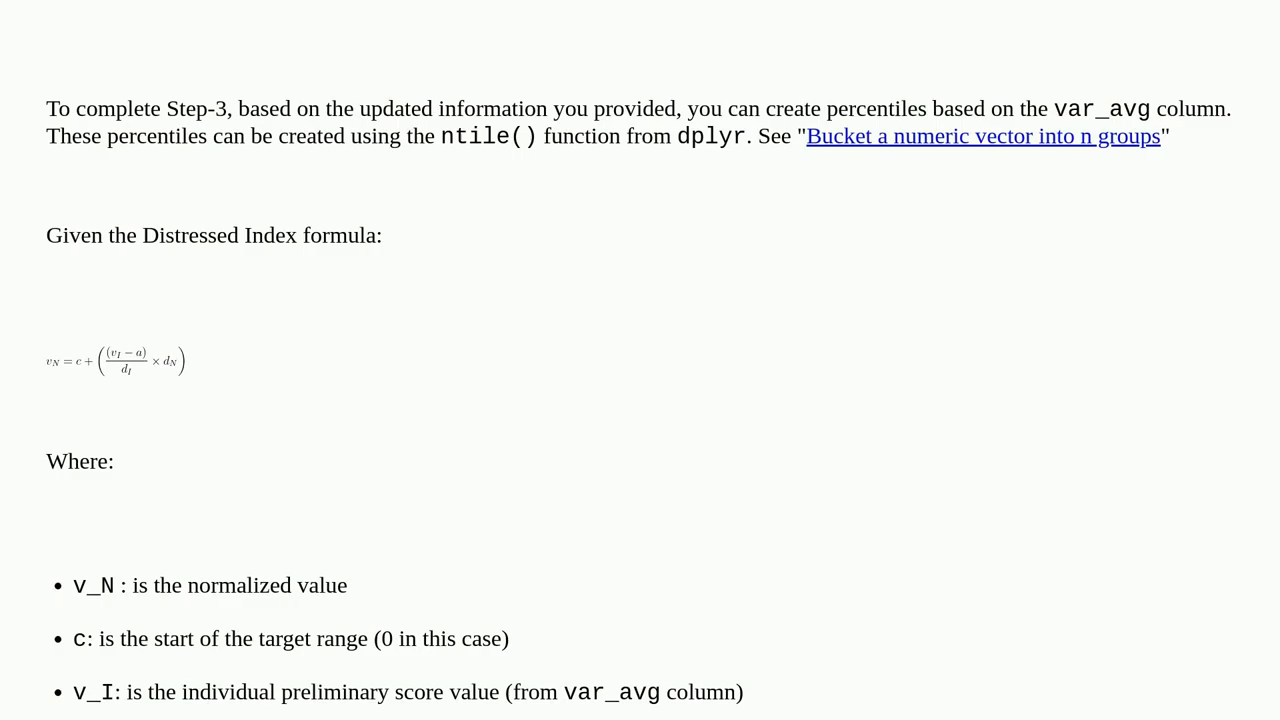 To complete Step-3, based on the updated information you provided, you can create percentiles based on the var_avg column.
These percentiles can be created using the ntile() function from dplyr. See "Bucket a numeric vector into n groups"
Given the Distressed Index formula:
v_N = c + ( (v_I − a) / d_I × d_N )
Where:
• v_N : is the normalized value
• c: is the start of the target range (0 in this case)
• v_I: is the individual preliminary score value (from var_avg column)